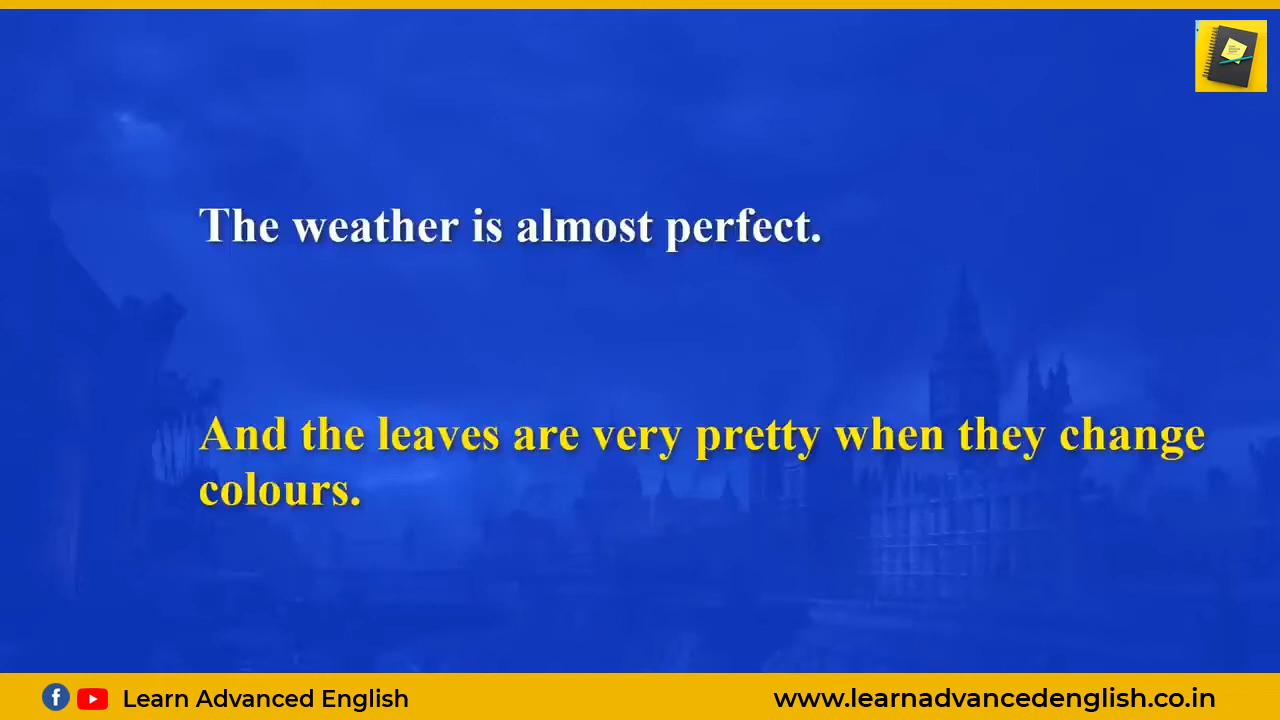 The weather is almost perfect.
And the leaves are very pretty when they change
colours.
Learn Advanced English
www.learnadvancedenglish.co.in